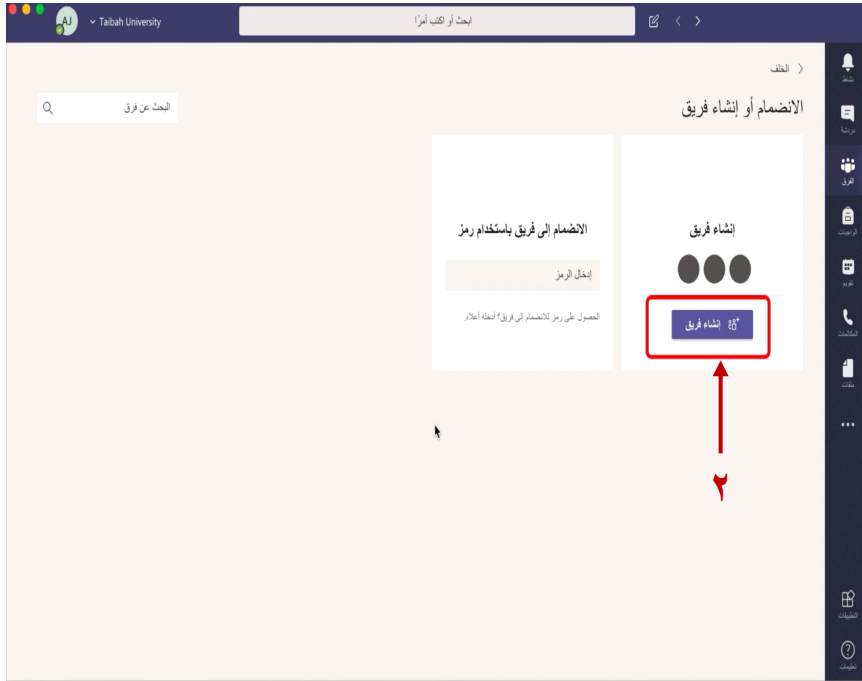 ابحث أو اكتب أمرًا
Taibah University
AJ
الخلف
الانضمام أو إنشاء فريق
البحث عن فرق
إنشاء فريق
إنشاء فريق
الانضمام إلى فريق باستخدام رمز
إدخال الرمز
الحصول على رمز للانضمام إلى فريق؟ أدخله أعلاه.
٢
نشاط
دردشة
الفرق
الواجبات
تقويم
المكالمات
ملفات
التطبيقات
تعليمات